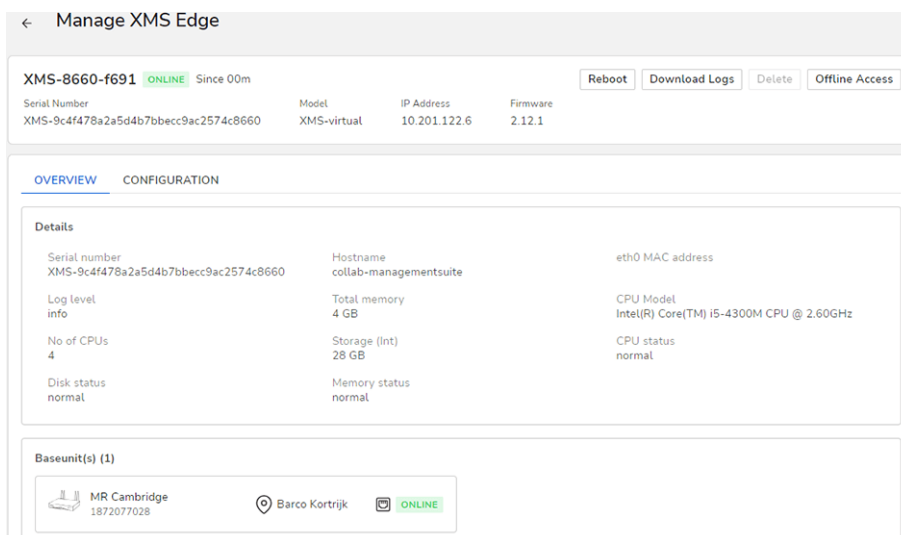 ← Manage XMS Edge
XMS-8660-f691 ONLINE Since 00m Reboot Download Logs Delete Offline Access
Serial Number Model IP Address Firmware
XMS-9c4f478a2a5d4b7bbecc9ac2574c8660 XMS-virtual 10.201.122.6 2.12.1
OVERVIEW CONFIGURATION
Details
Serial number Hostname eth0 MAC address
XMS-9c4f478a2a5d4b7bbecc9ac2574c8660 collab-managementsuite
Log level Total memory CPU Model
info 4 GB Intel(R) Core(TM) i5-4300M CPU @ 2.60GHz
No of CPUs Storage (Int) CPU status
4 28 GB normal
Disk status Memory status
normal normal
Baseunit(s) (1)
MR Cambridge Barco Kortrijk ONLINE
1872077028